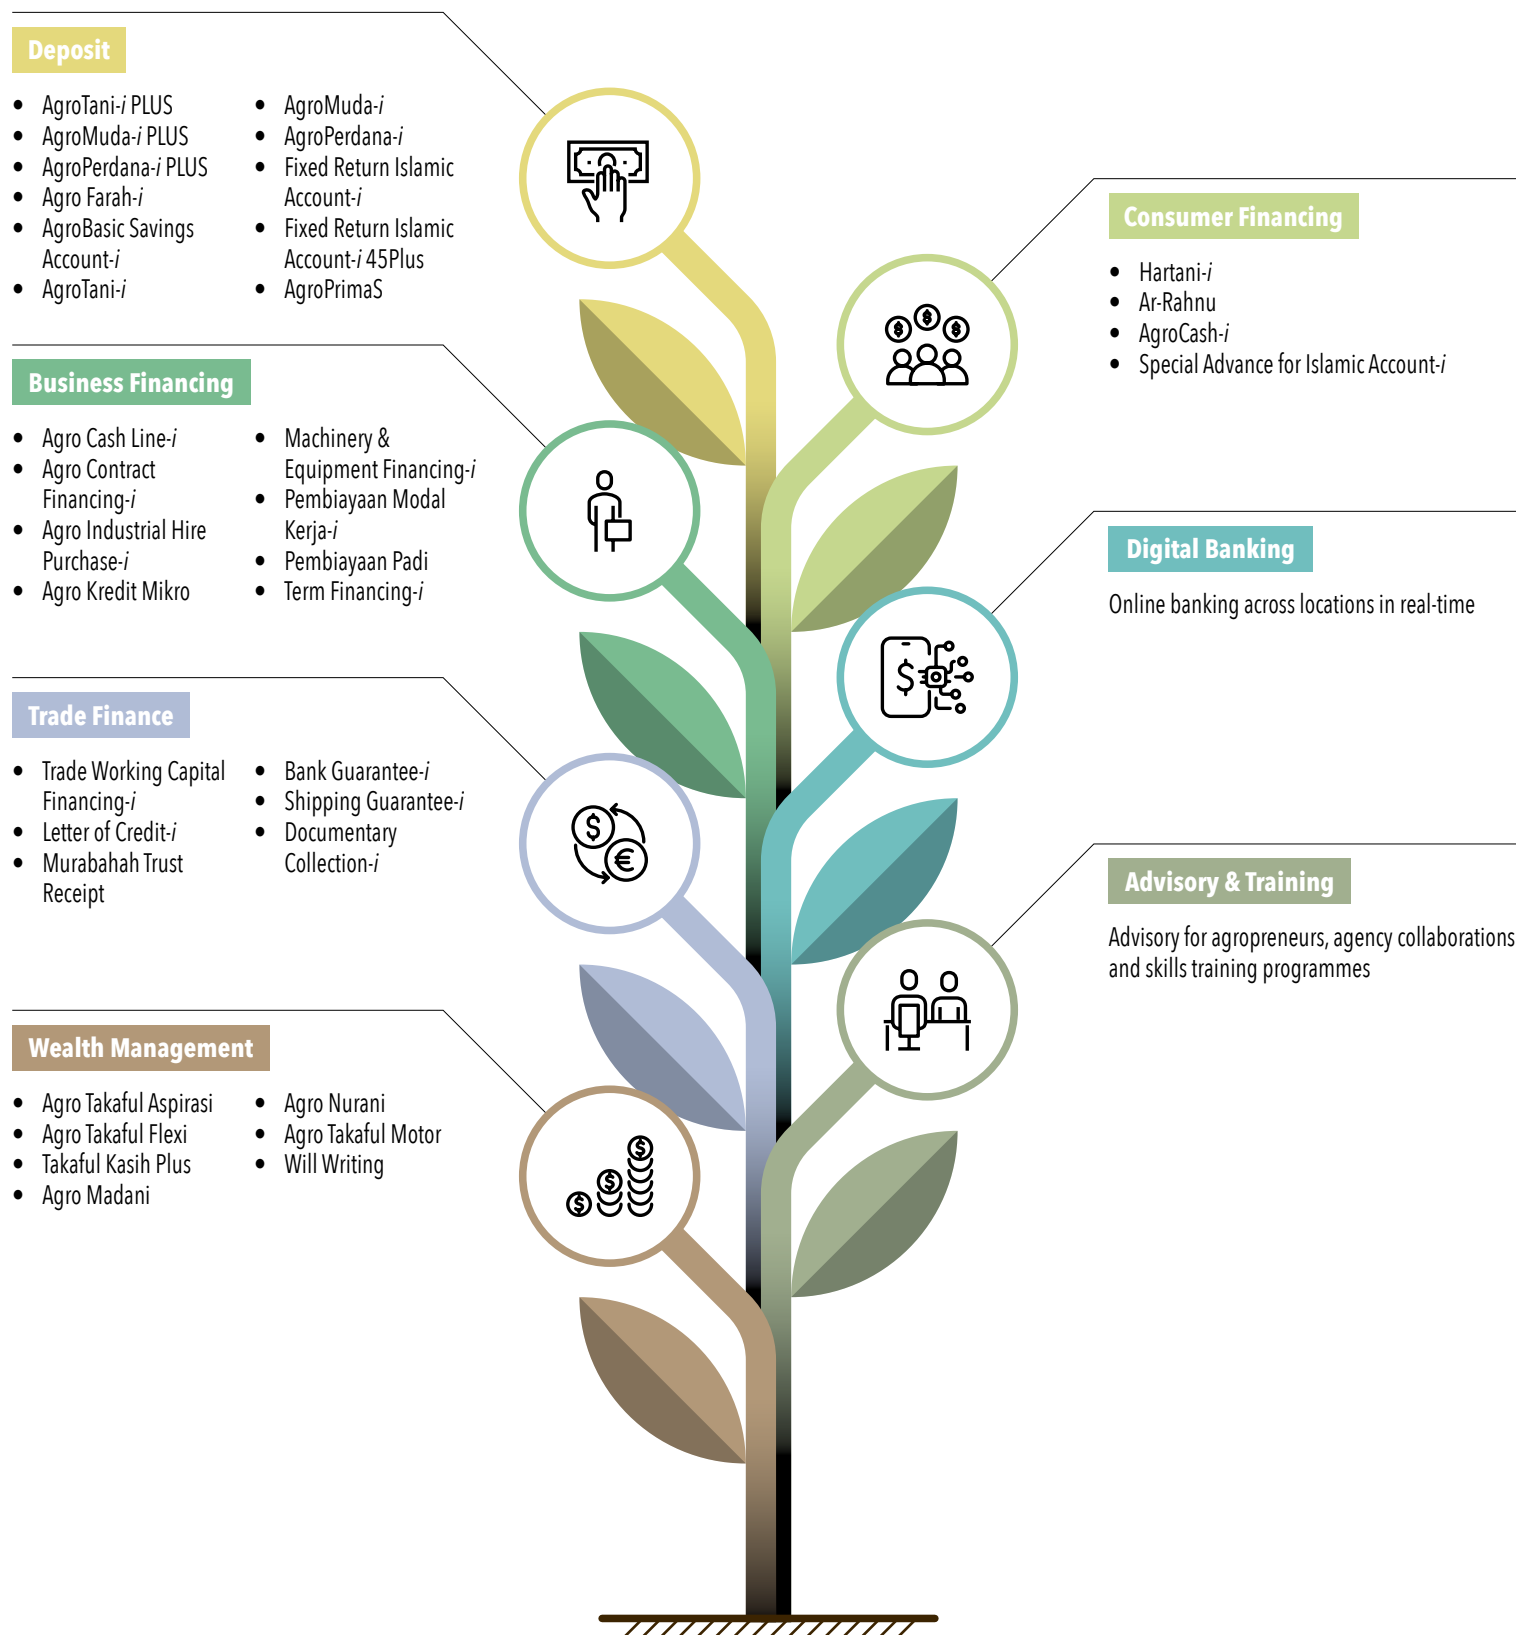 Deposit
• AgroTani-i PLUS
• AgroMuda-i PLUS
• AgroPerdana-i PLUS
• Agro Farah-i
• AgroBasic Savings
Account-i
• AgroTani-i
• AgroMuda-i
• AgroPerdana-i
• Fixed Return Islamic
Account-i
• Fixed Return Islamic
Account-i 45Plus
• AgroPrimaS
Consumer Financing
• Hartani-i
• Ar-Rahnu
• AgroCash-i
• Special Advance for Islamic Account-i
Business Financing
• Agro Cash Line-i
• Agro Contract
Financing-i
• Agro Industrial Hire
Purchase-i
• Agro Kredit Mikro
• Machinery &
Equipment Financing-i
• Pembiayaan Modal
Kerja-i
• Pembiayaan Padi
• Term Financing-i
Digital Banking
Online banking across locations in real-time
Trade Finance
• Trade Working Capital
Financing-i
• Letter of Credit-i
• Murabahah Trust
Receipt
• Bank Guarantee-i
• Shipping Guarantee-i
• Documentary
Collection-i
Advisory & Training
Advisory for agropreneurs, agency collaborations
and skills training programmes
Wealth Management
• Agro Takaful Aspirasi
• Agro Takaful Flexi
• Takaful Kasih Plus
• Agro Madani
• Agro Nurani
• Agro Takaful Motor
• Will Writing